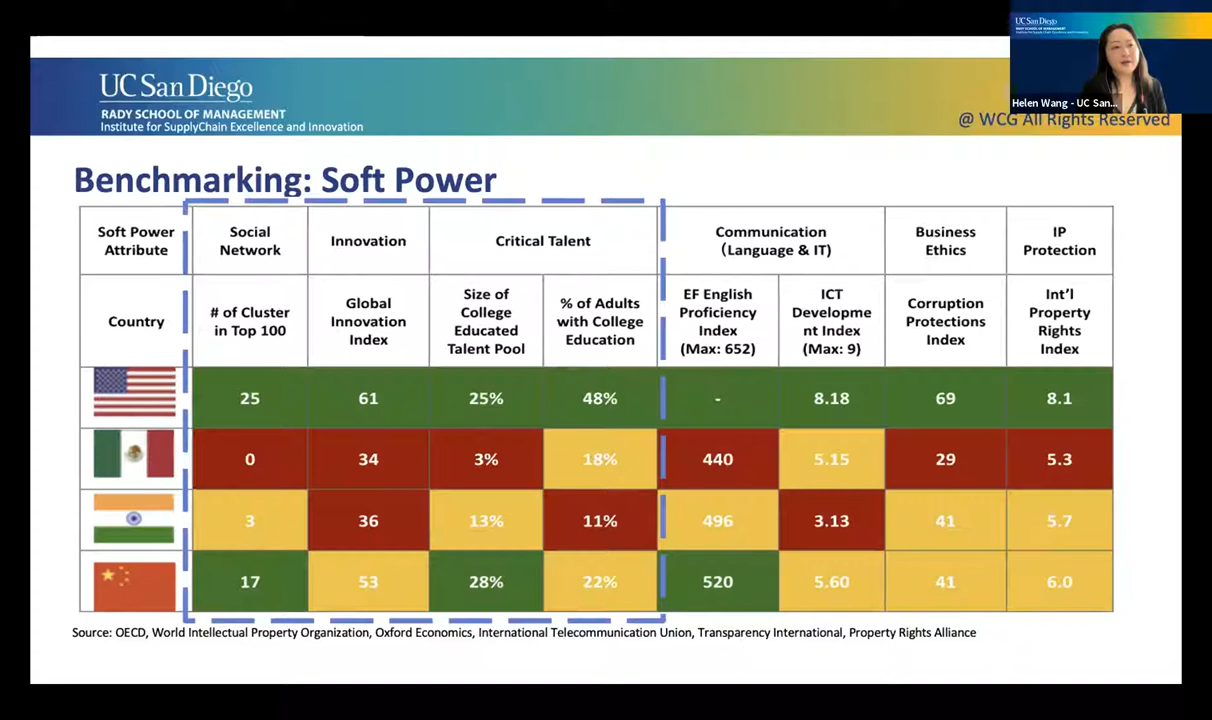 UC San Diego
Helen Wang - UC San...
UC San Diego
RADY SCHOOL OF MANAGEMENT
Institute for SupplyChain Excellence and Innovation
@ WCG All Rights Reserved
Benchmarking: Soft Power
Soft Power
Attribute
Social
Network
Innovation
Critical Talent
Communication
(Language & IT)
Business
Ethics
IP
Protection
Country
# of Cluster
in Top 100
Global
Innovation
Index
Size of
College
Educated
Talent Pool
% of Adults
with College
Education
EF English
Proficiency
Index
(Max: 652)
ICT
Developme
nt Index
(Max: 9)
Corruption
Protections
Index
Int'l
Property
Rights
Index
25 61 25% 48% - 8.18 69 8.1
0 34 3% 18% 440 5.15 29 5.3
3 36 13% 11% 496 3.13 41 5.7
17 53 28% 22% 520 5.60 41 6.0
Source: OECD, World Intellectual Property Organization, Oxford Economics, International Telecommunication Union, Transparency International, Property Rights Alliance